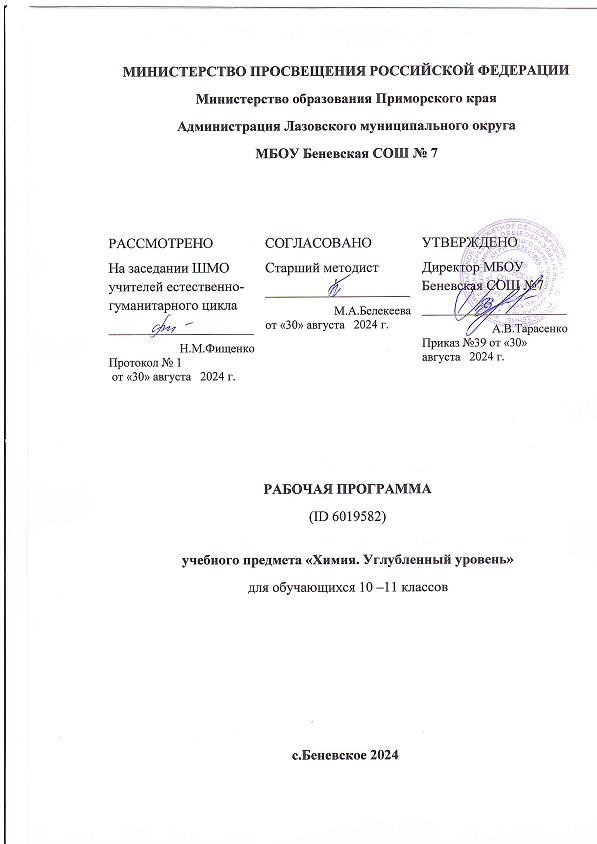 МИНИСТЕРСТВО ПРОСВЕЩЕНИЯ РОССИЙСКОЙ ФЕДЕРАЦИИ
Министерство образования Приморского края
Администрация Лазовского муниципального округа
МБОУ Беневская СОШ № 7
РАССМОТРЕНО
На заседании ШМО
учителей естественно-
гуманитарного цикла
Н.М.Фищенко
Протокол № 1
от «30» августа 2024 г.
СОГЛАСОВАНО
Старший методист
М.А.Белекеева
от «30» августа 2024 г.
УТВЕРЖДЕНО
Директор МБОУ
Беневская СОШ №7
А.В.Тарасенко
Приказ №39 от «30»
августа 2024 г.
РАБОЧАЯ ПРОГРАММА
(ID 6019582)
учебного предмета «Химия. Углубленный уровень»
для обучающихся 10 –11 классов
с.Беневское 2024